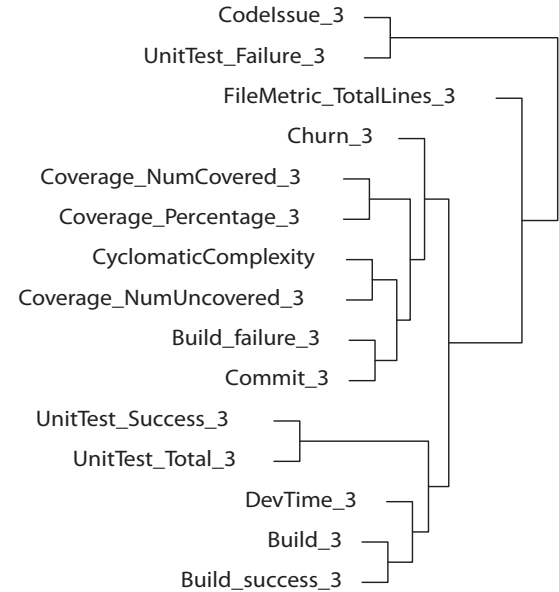 CodeIssue_3
UnitTest_Failure_3
FileMetric_TotalLines_3
Churn_3
Coverage_NumCovered_3
Coverage_Percentage_3
CyclomaticComplexity
Coverage_NumUncovered_3
Build_failure_3
Commit_3
UnitTest_Success_3
UnitTest_Total_3
DevTime_3
Build_3
Build_success_3